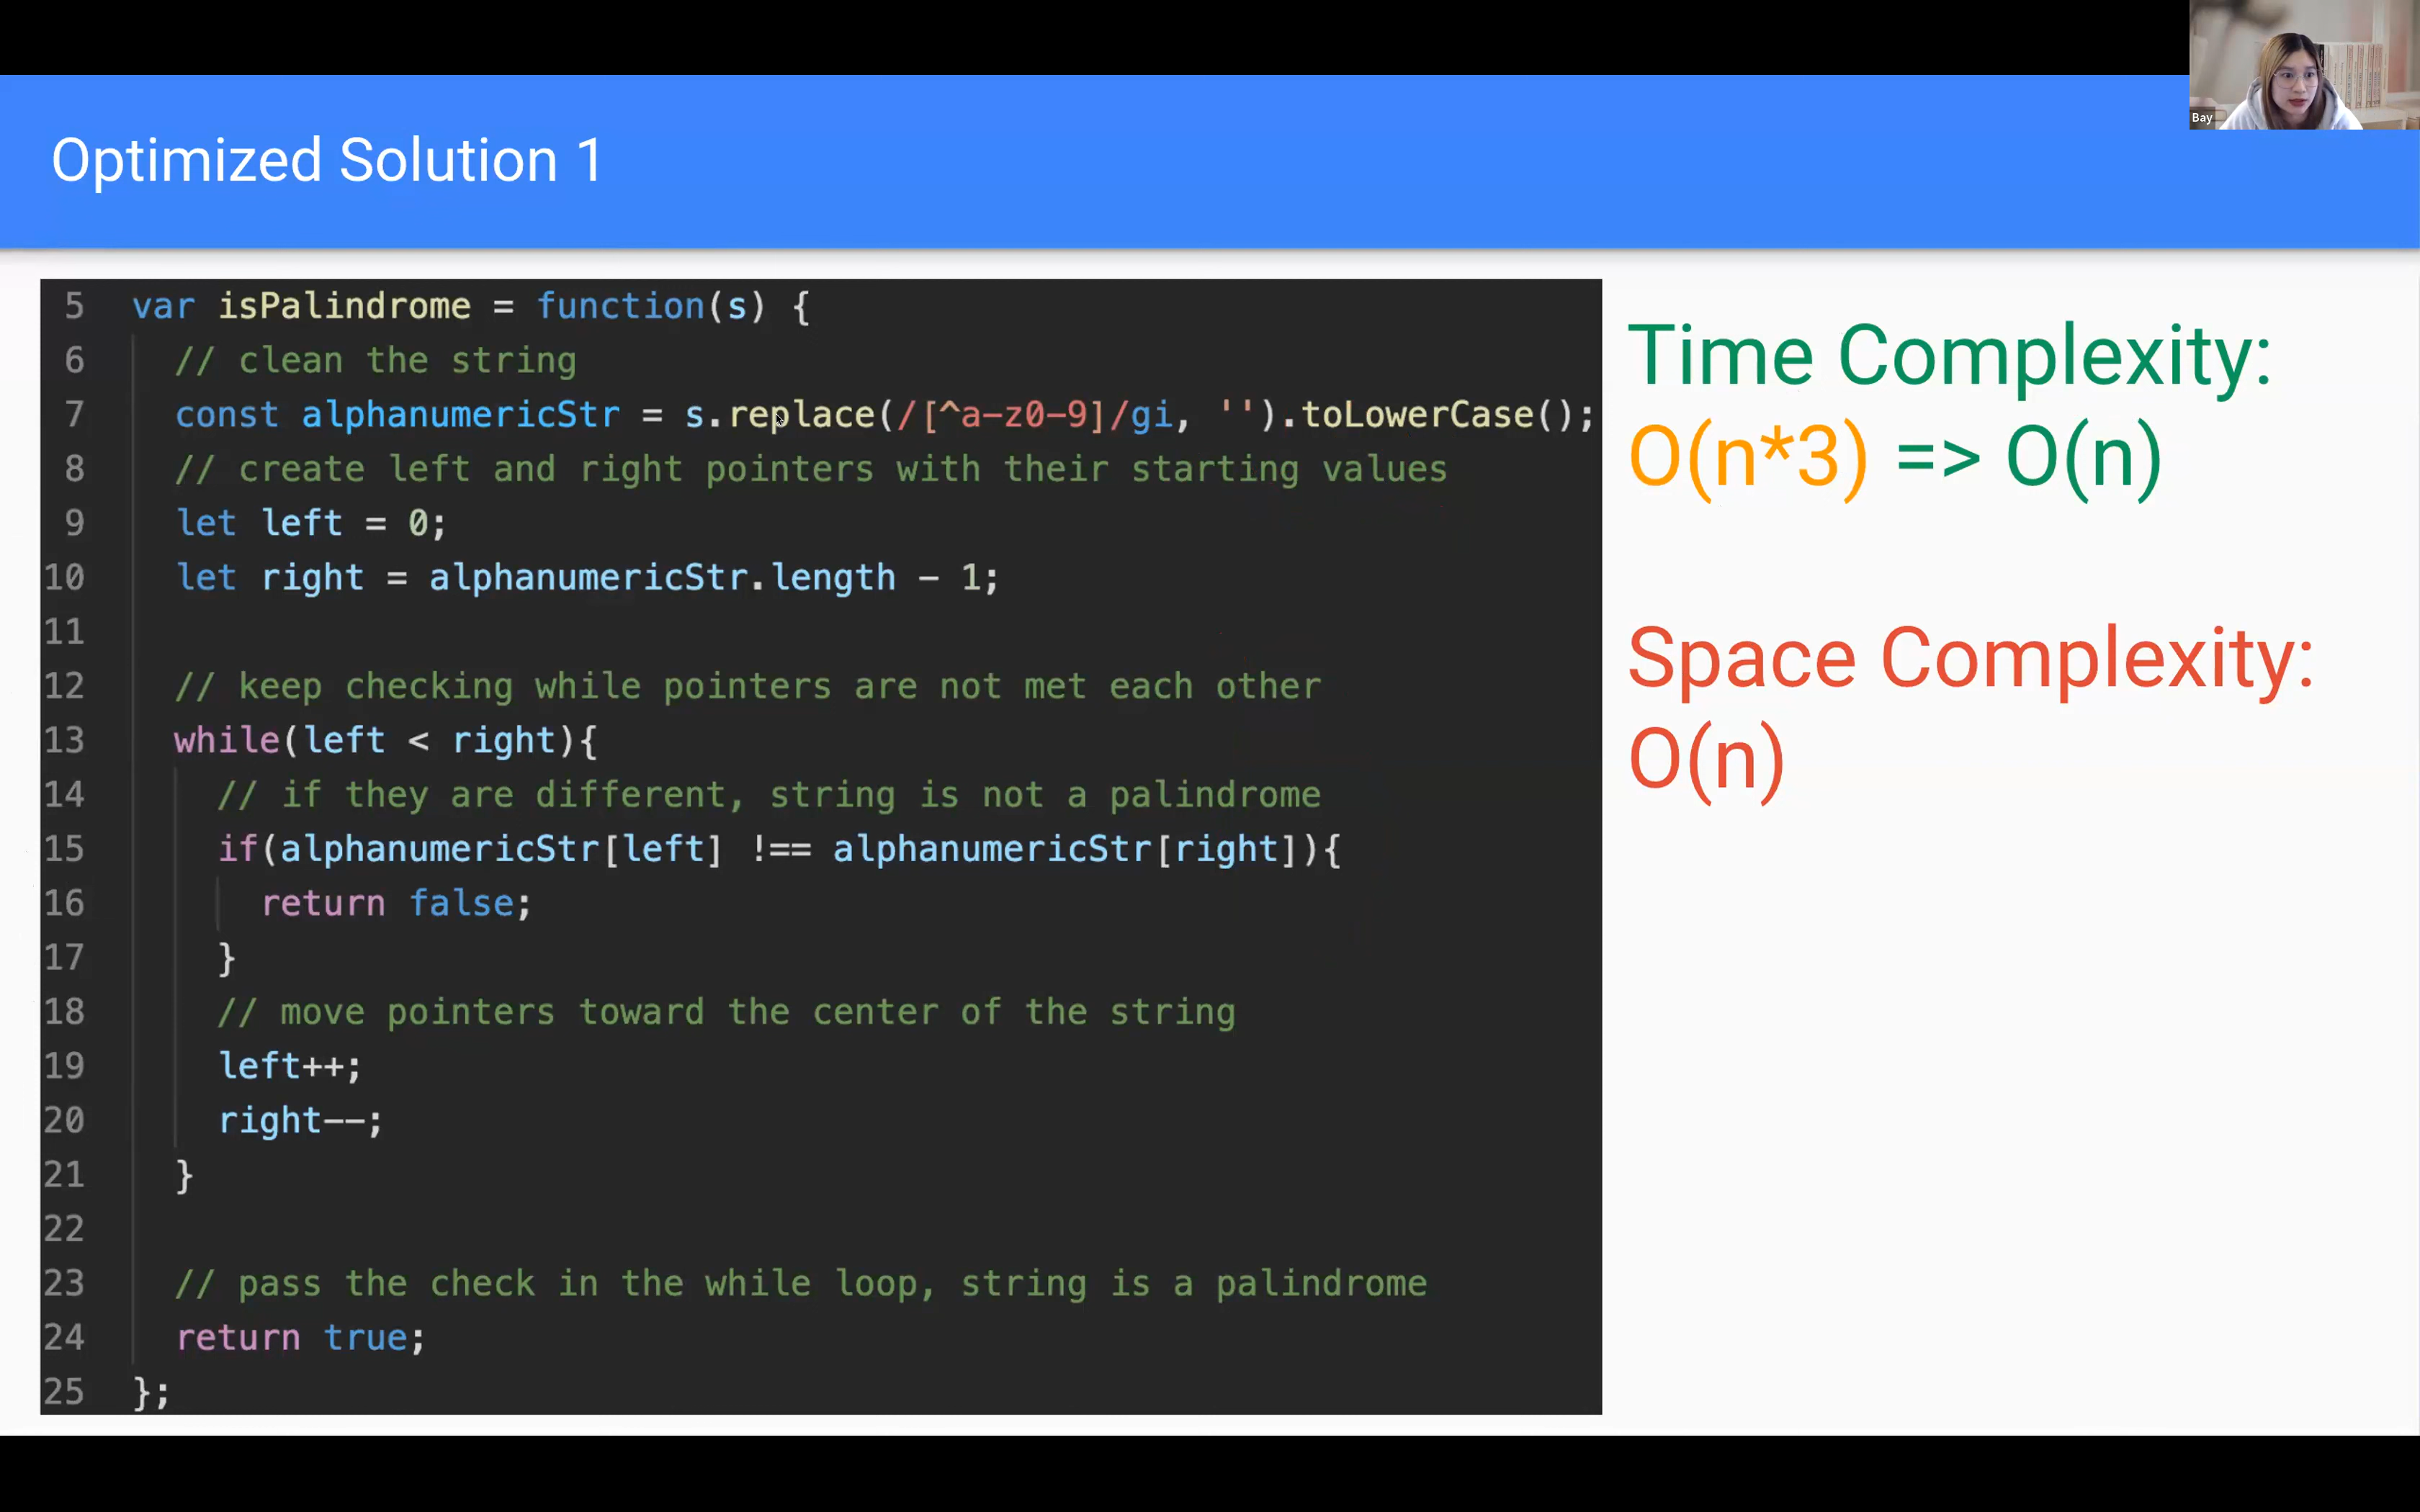 Bay
Optimized Solution 1
5 var isPalindrome = function(s) {
6 // clean the string
7 const alphanumericStr = s.replace(/[^a-z0-9]/gi, '').toLowerCase();
8 // create left and right pointers with their starting values
9 let left = 0;
10 let right = alphanumericStr.length - 1;
11
12 // keep checking while pointers are not met each other
13 while(left < right){
14 // if they are different, string is not a palindrome
15 if(alphanumericStr[left] !== alphanumericStr[right]){
16 return false;
17 }
18 // move pointers toward the center of the string
19 left++;
20 right--;
21 }
22
23 // pass the check in the while loop, string is a palindrome
24 return true;
25 };
Time Complexity:
O(n*3) => O(n)
Space Complexity:
O(n)